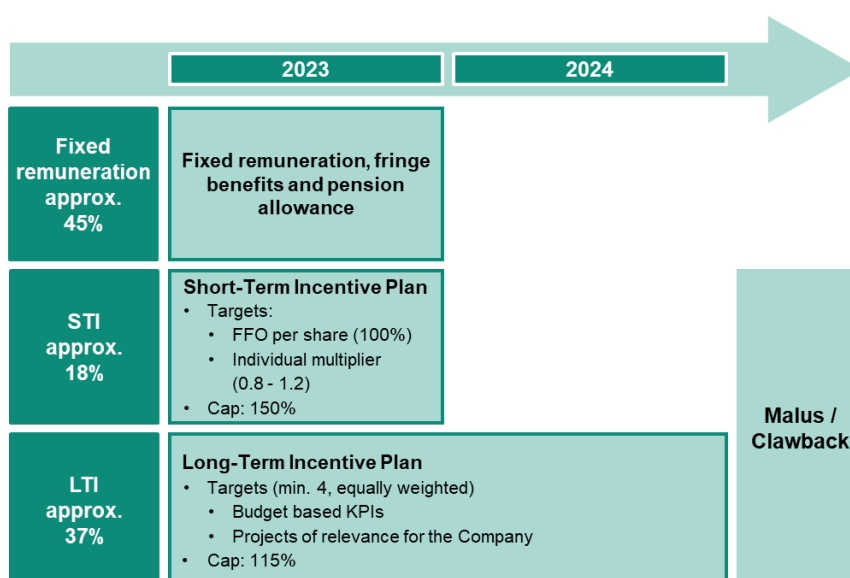 2023
2024
Fixed
remuneration
approx.
45%
Fixed remuneration, fringe
benefits and pension
allowance
STI
approx.
18%
Short-Term Incentive Plan
• Targets:
• FFO per share (100%)
• Individual multiplier
(0.8 - 1.2)
• Cap: 150%
LTI
approx.
37%
Long-Term Incentive Plan
• Targets (min. 4, equally weighted)
• Budget based KPIs
• Projects of relevance for the Company
• Cap: 115%
Malus /
Clawback